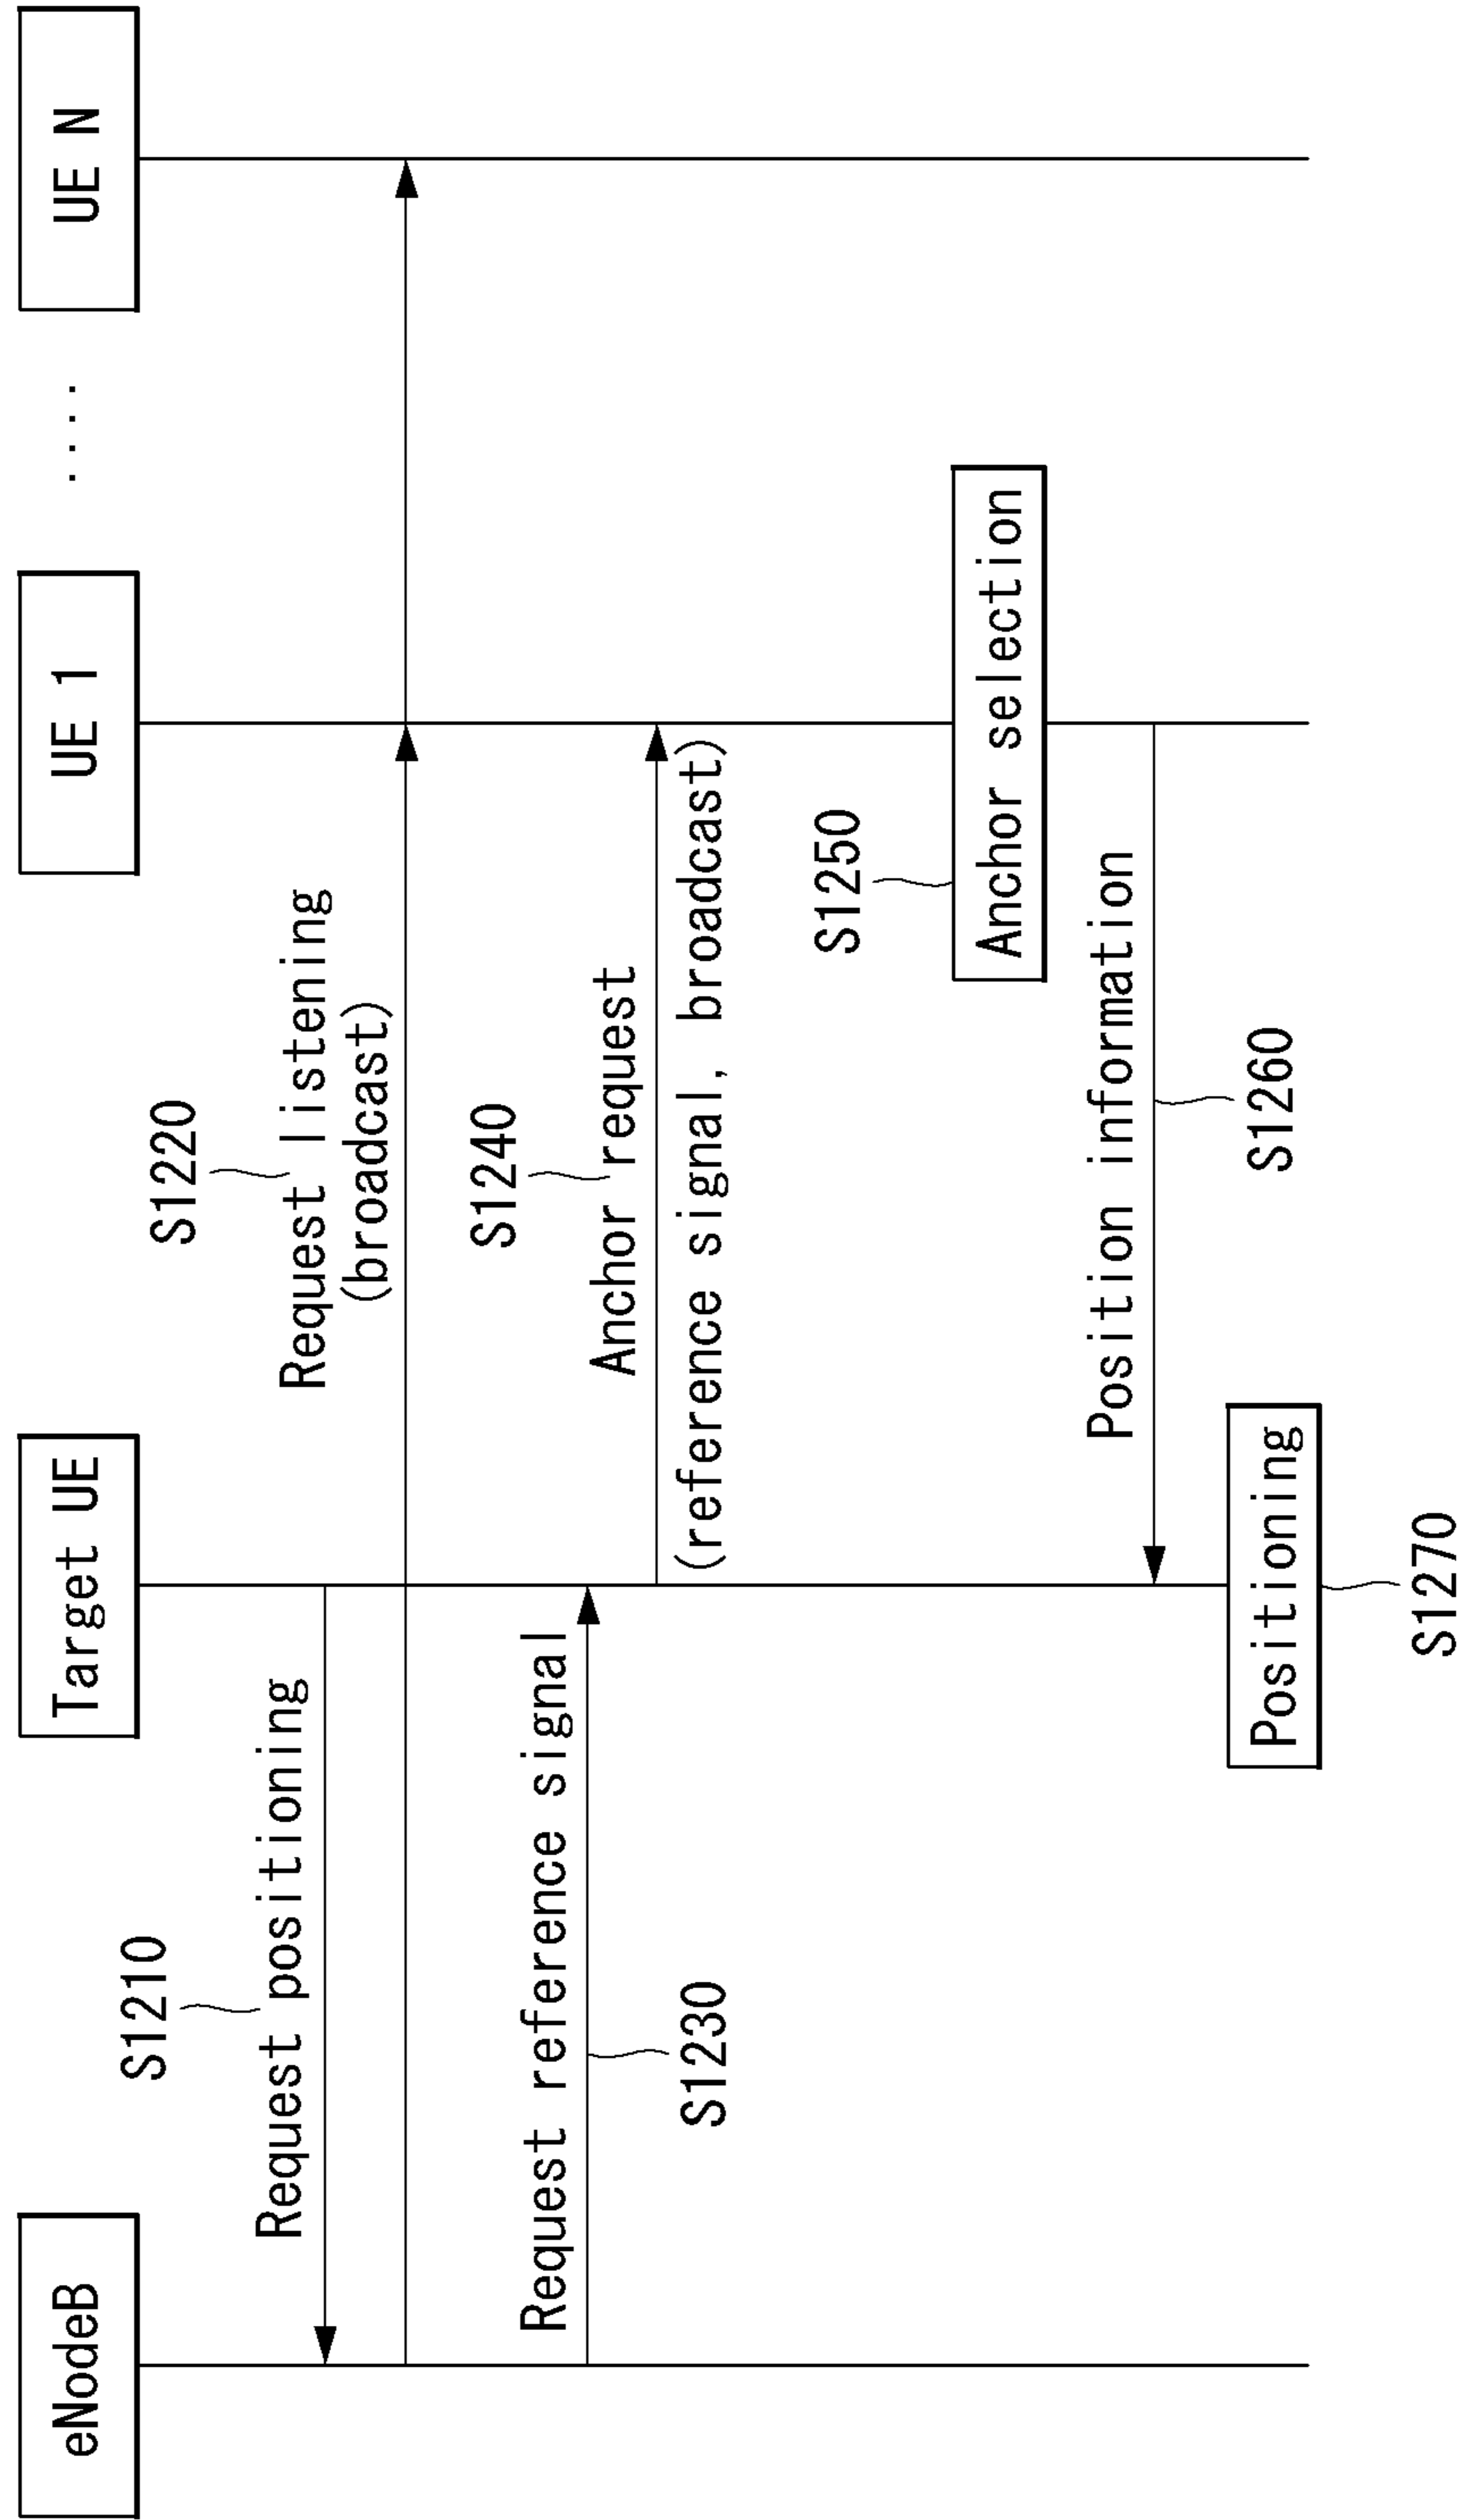 eNodeB
Target UE
UE 1
....
UE N
S1210
Request positioning
S1220
Request listening
(broadcast)
Request reference signal
S1230
S1240
Anchor request
(reference signal, broadcast)
S1250
Anchor selection
Position information
S1260
Positioning
S1270